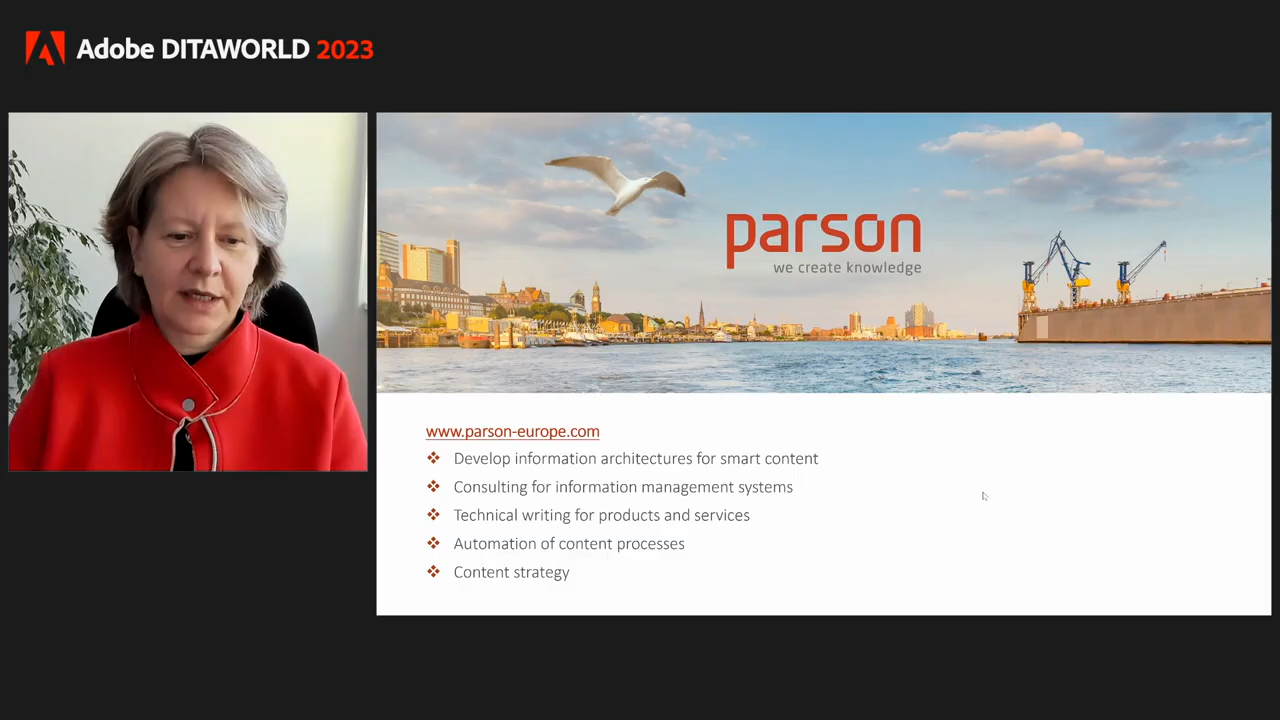 Adobe DITAWORLD 2023
parson
we create knowledge
www.parson-europe.com
Develop information architectures for smart content
Consulting for information management systems
Technical writing for products and services
Automation of content processes
Content strategy